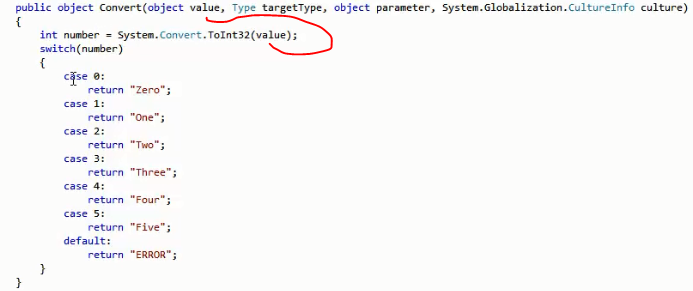 public object Convert(object value, Type targetType, object parameter, System.Globalization.CultureInfo culture)
{
int number = System.Convert.ToInt32(value);
switch(number)
{
case 0:
return "Zero";
case 1:
return "One";
case 2:
return "Two";
case 3:
return "Three";
case 4:
return "Four";
case 5:
return "Five";
default:
return "ERROR";
}
}